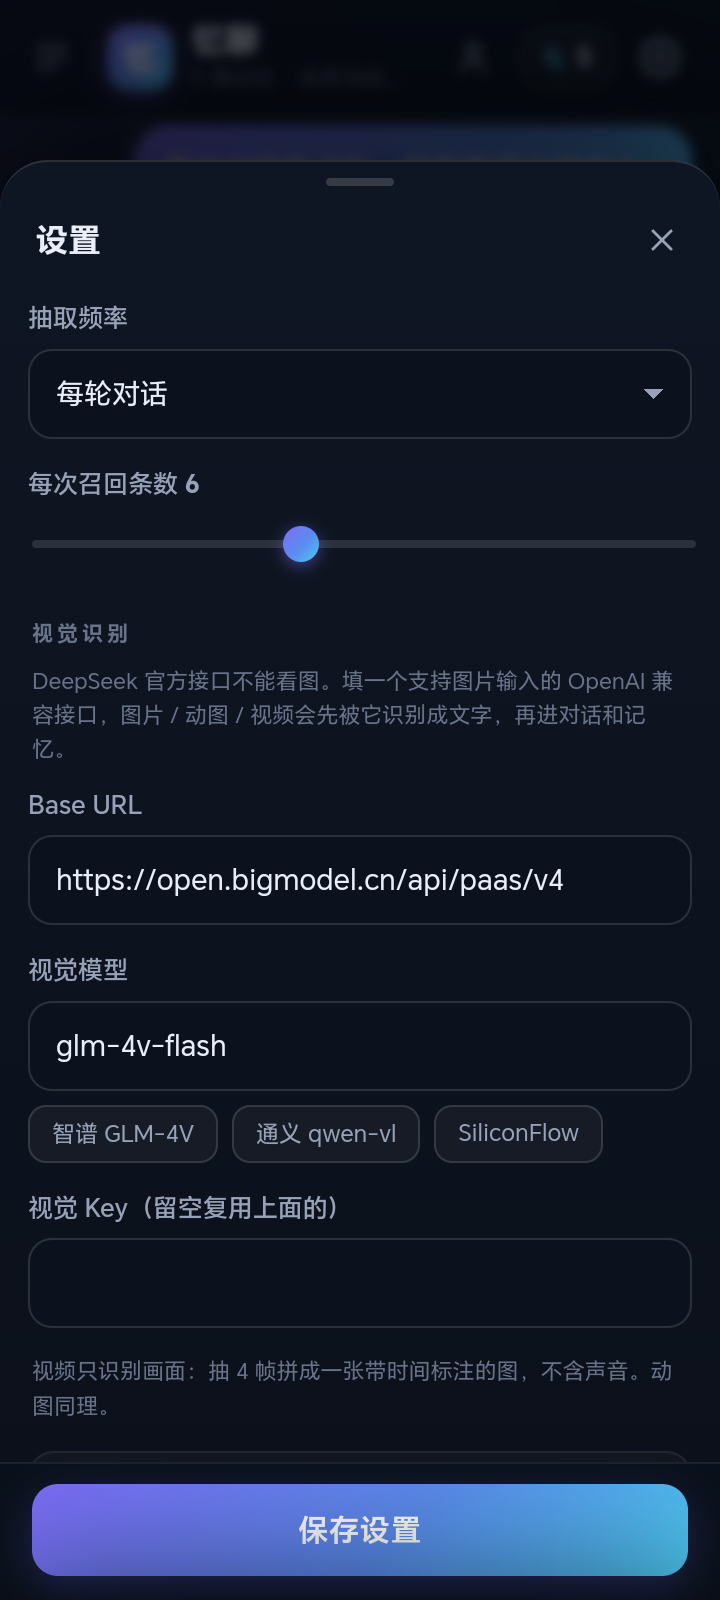 设置
抽取频率
每轮对话
每次召回条数 6
视觉识别
DeepSeek 官方接口不能看图。填一个支持图片输入的 OpenAI 兼
容接口，图片 / 动图 / 视频会先被它识别成文字，再进对话和记
忆。
Base URL
https://open.bigmodel.cn/api/paas/v4
视觉模型
glm-4v-flash
智谱 GLM-4V
通义 qwen-vl
SiliconFlow
视觉 Key（留空复用上面的）
视频只识别画面：抽 4 帧拼成一张带时间标注的图，不含声音。动
图同理。
保存设置